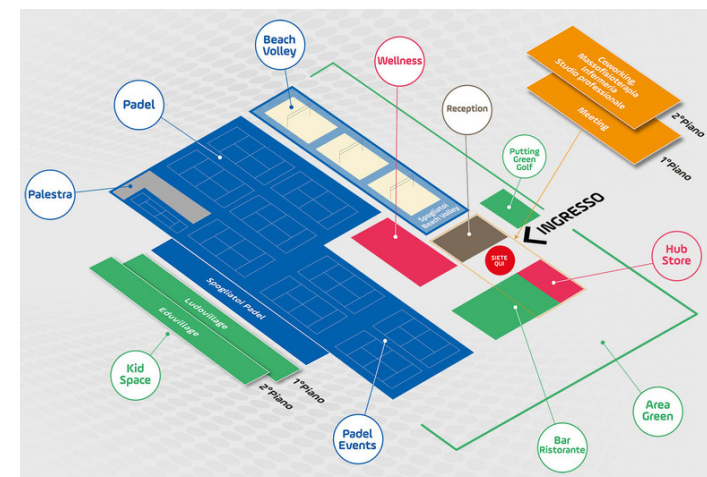 Beach
Volley
Wellness
Coworking,
Massofisioterapia
Infermeria
Studio professionale
Padel
Reception
Meeting
2°Piano
1°Piano
Putting
Green
Golf
Palestra
Spogliatoi
Beach Volley
INGRESSO
SIETE
QUI
Hub
Store
Spogliatoi Padel
Ludovillage
Eduvillage
Kid
Space
1°Piano
2°Piano
Padel
Events
Bar
Ristorante
Area
Green